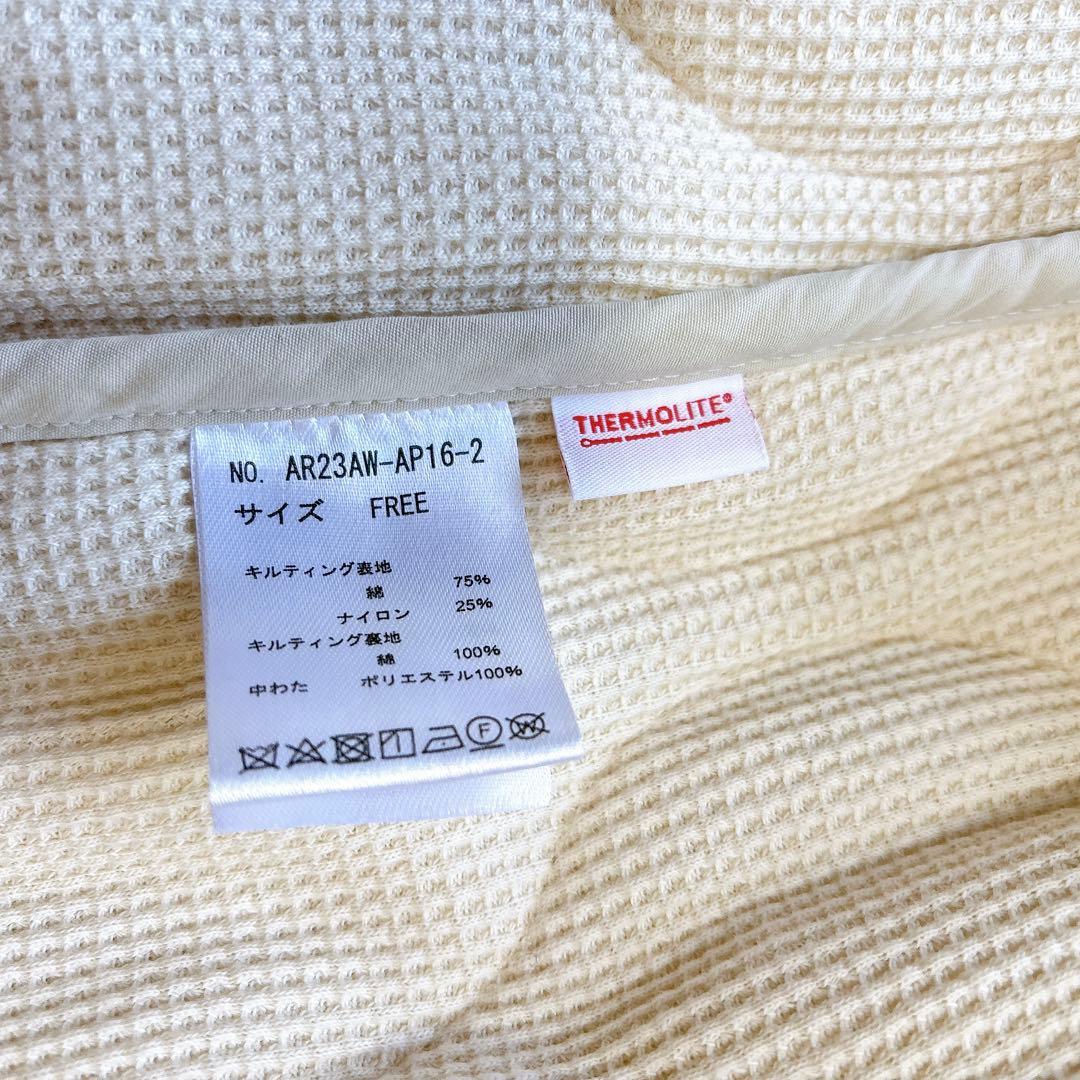 NO. AR23AW-AP16-2
サイズ FREE
キルティング表地
綿 75%
ナイロン 25%
キルティング裏地
綿 100%
中わた ポリエステル100%
F W
THERMOLITE®